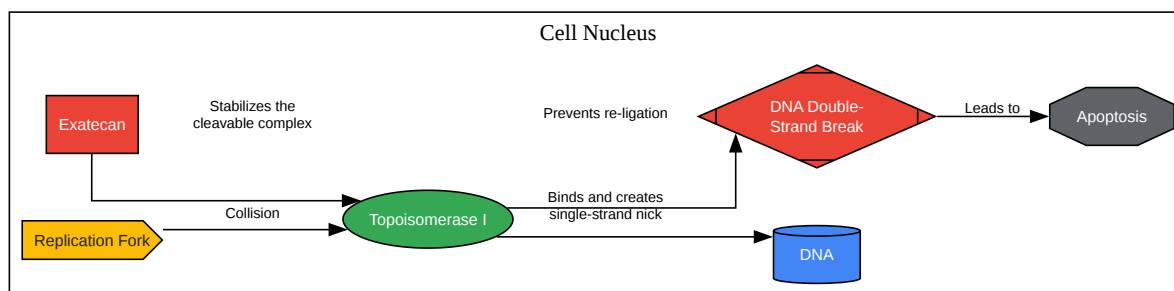 Cell Nucleus
Exatecan
Stabilizes the
cleavable complex
Prevents re-ligation
DNA Double-
Strand Break
Leads to
Apoptosis
Replication Fork
Collision
Topoisomerase I
Binds and creates
single-strand nick
DNA